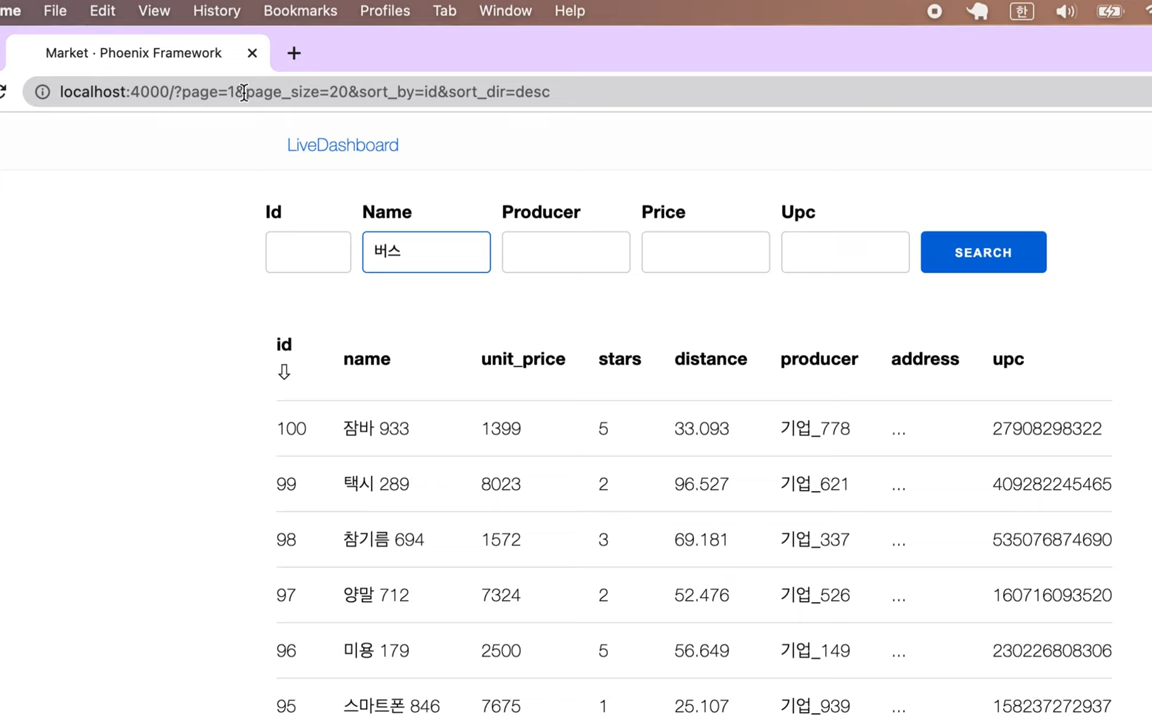 me File Edit View History Bookmarks Profiles Tab Window Help 한
Market · Phoenix Framework
localhost:4000/?page=1&page_size=20&sort_by=id&sort_dir=desc
LiveDashboard
Id Name Producer Price Upc
버스 SEARCH
id name unit_price stars distance producer address upc
100 잠바 933 1399 5 33.093 기업_778 ... 27908298322
99 택시 289 8023 2 96.527 기업_621 ... 409282245465
98 참기름 694 1572 3 69.181 기업_337 ... 535076874690
97 양말 712 7324 2 52.476 기업_526 ... 160716093520
96 미용 179 2500 5 56.649 기업_149 ... 230226808306
95 스마트폰 846 7675 1 25.107 기업_939 ... 158237272937